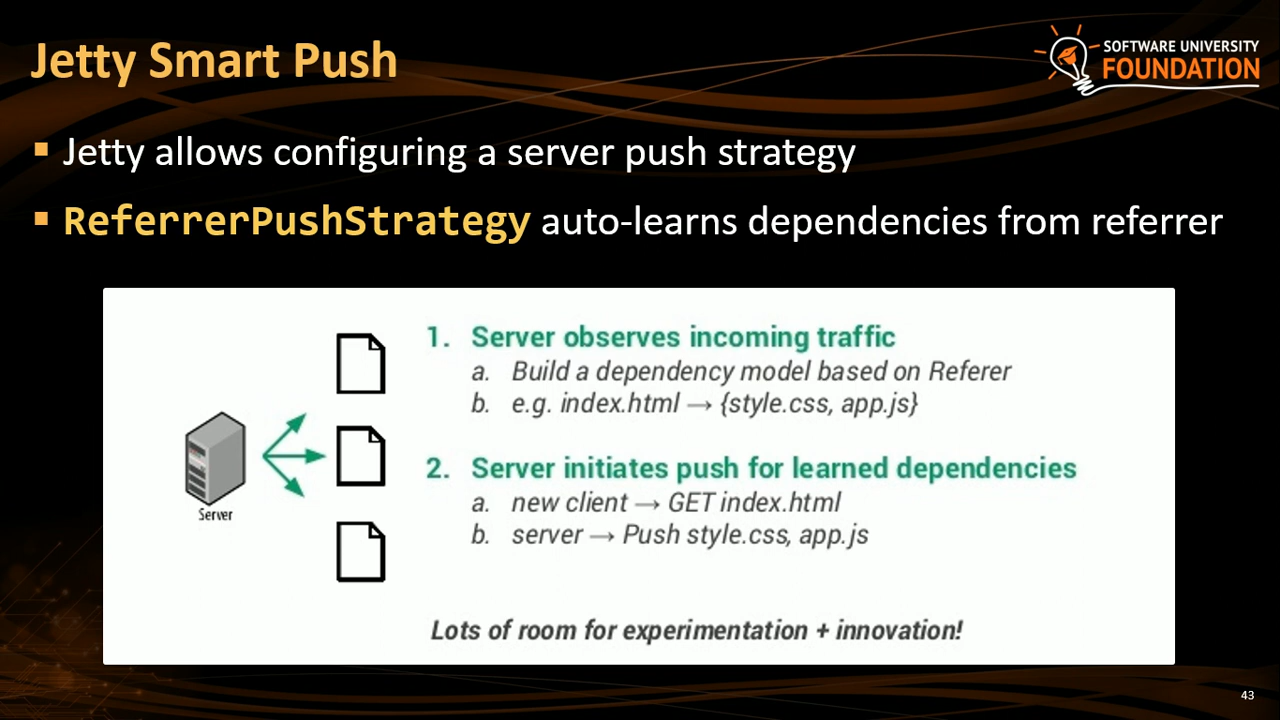 Jetty Smart Push
SOFTWARE UNIVERSITY
FOUNDATION
▪ Jetty allows configuring a server push strategy
▪ ReferrerPushStrategy auto-learns dependencies from referrer
1. Server observes incoming traffic
a. Build a dependency model based on Referer
b. e.g. index.html → {style.css, app.js}
2. Server initiates push for learned dependencies
a. new client → GET index.html
b. server → Push style.css, app.js
Server
Lots of room for experimentation + innovation!
43